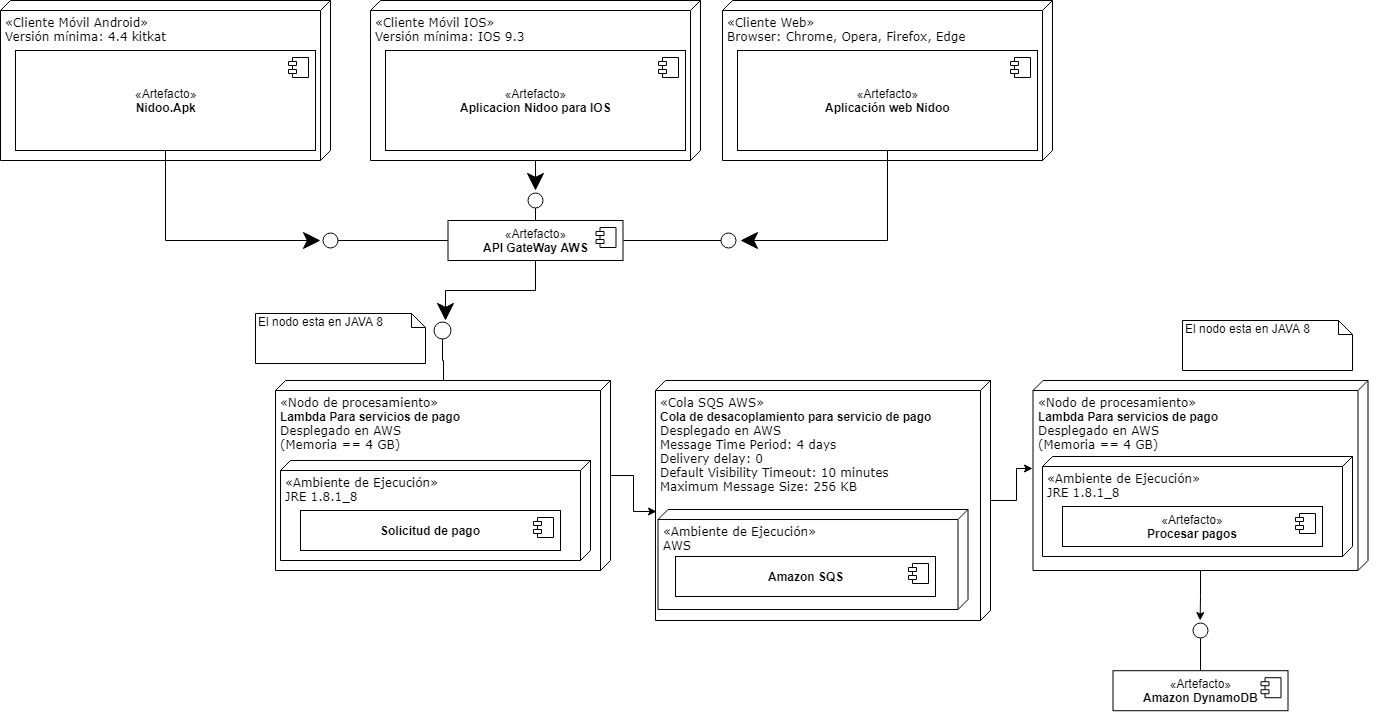 «Cliente Móvil Android»
Versión mínima: 4.4 kitkat
«Artefacto»
Nidoo.Apk
«Cliente Móvil IOS»
Versión mínima: IOS 9.3
«Artefacto»
Aplicacion Nidoo para IOS
«Cliente Web»
Browser: Chrome, Opera, Firefox, Edge
«Artefacto»
Aplicación web Nidoo
«Artefacto»
API GateWay AWS
El nodo esta en JAVA 8
El nodo esta en JAVA 8
«Nodo de procesamiento»
Lambda Para servicios de pago
Desplegado en AWS
(Memoria == 4 GB)
«Ambiente de Ejecución»
JRE 1.8.1_8
Solicitud de pago
«Cola SQS AWS»
Cola de desacoplamiento para servicio de pago
Desplegado en AWS
Message Time Period: 4 days
Delivery delay: 0
Default Visibility Timeout: 10 minutes
Maximum Message Size: 256 KB
«Ambiente de Ejecución»
AWS
Amazon SQS
«Nodo de procesamiento»
Lambda Para servicios de pago
Desplegado en AWS
(Memoria == 4 GB)
«Ambiente de Ejecución»
JRE 1.8.1_8
«Artefacto»
Procesar pagos
«Artefacto»
Amazon DynamoDB